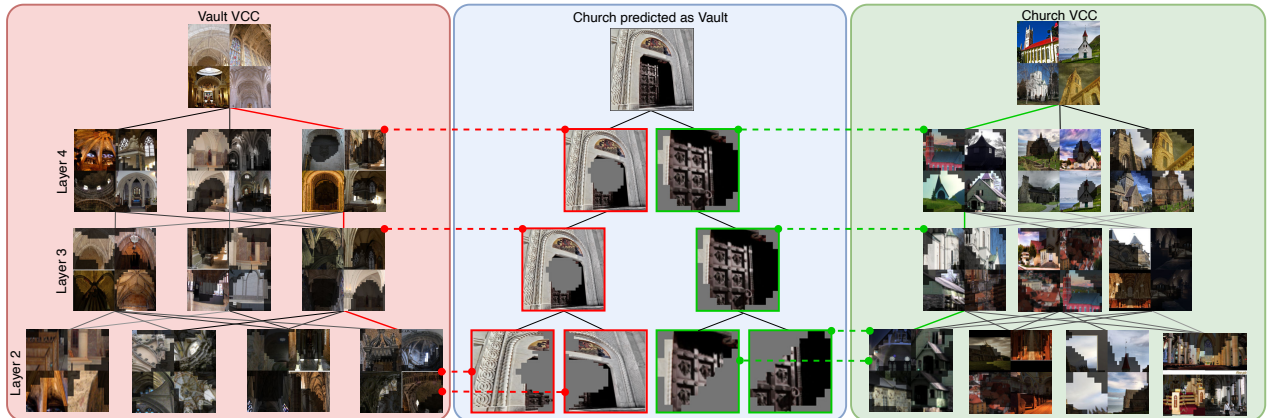 Vault VCC
Church predicted as Vault
Church VCC
Layer 4
Layer 3
Layer 2